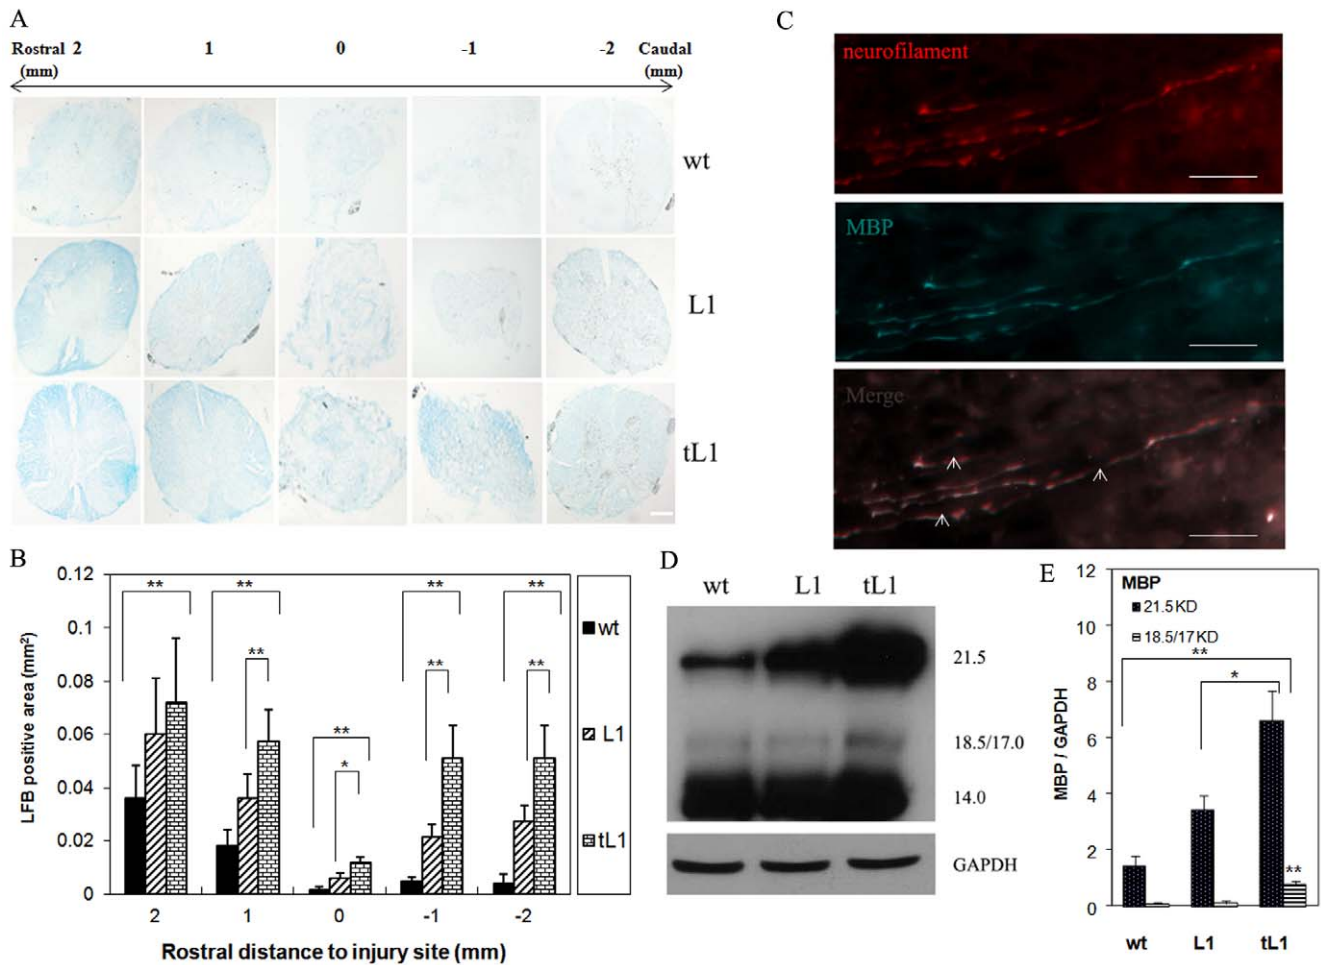 A
Rostral 2 1 0 -1 -2 Caudal
(mm) (mm)
wt
L1
tL1
B
0.12
0.1
0.08
0.06
0.04
0.02
0
LFB positive area (mm²)
** ** ** **
** ** **
**
*
wt
L1
tL1
2 1 0 -1 -2
Rostral distance to injury site (mm)
C
neurofilament
MBP
Merge
D
wt L1 tL1
21.5
18.5/17.0
14.0
GAPDH
E
12
10
8
6
4
2
0
MBP / GAPDH
MBP
21.5KD
18.5/17KD
**
*
**
wt L1 tL1